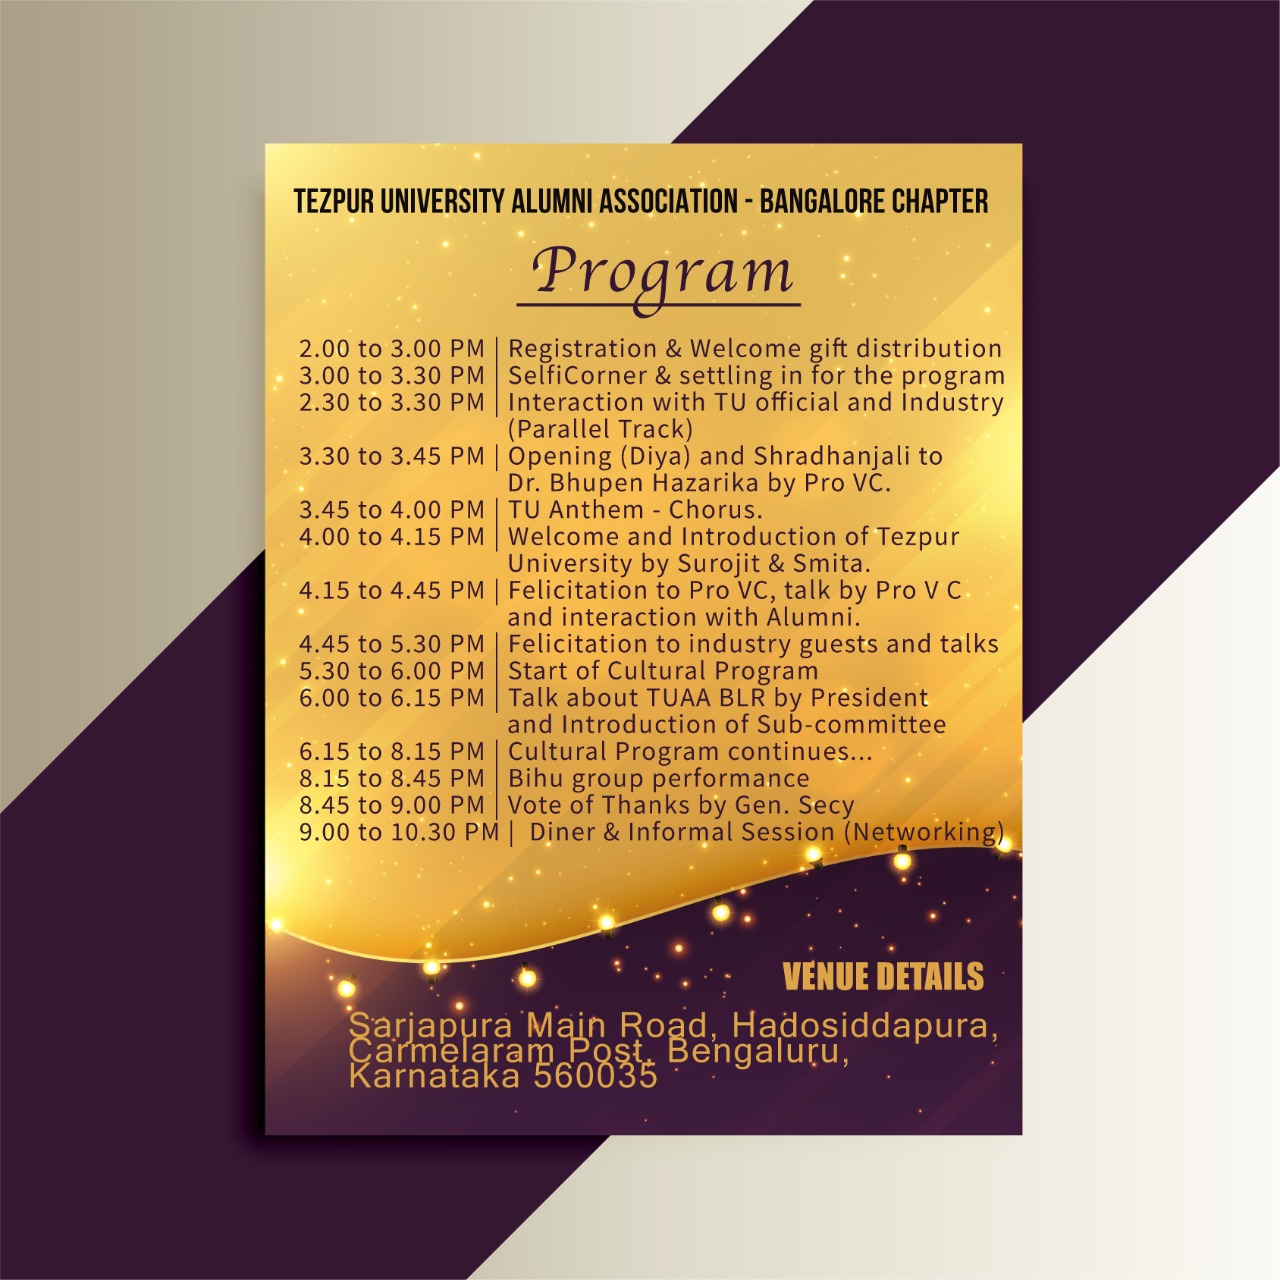 TEZPUR UNIVERSITY ALUMNI ASSOCIATION - BANGALORE CHAPTER
Program
2.00 to 3.00 PM | Registration & Welcome gift distribution
3.00 to 3.30 PM | SelfiCorner & settling in for the program
2.30 to 3.30 PM | Interaction with TU official and Industry
(Parallel Track)
3.30 to 3.45 PM | Opening (Diya) and Shradhanjali to
Dr. Bhupen Hazarika by Pro VC.
3.45 to 4.00 PM | TU Anthem - Chorus.
4.00 to 4.15 PM | Welcome and Introduction of Tezpur
University by Surojit & Smita.
4.15 to 4.45 PM | Felicitation to Pro VC, talk by Pro V C
and interaction with Alumni.
4.45 to 5.30 PM | Felicitation to industry guests and talks
5.30 to 6.00 PM | Start of Cultural Program
6.00 to 6.15 PM | Talk about TUAA BLR by President
and Introduction of Sub-committee
6.15 to 8.15 PM | Cultural Program continues...
8.15 to 8.45 PM | Bihu group performance
8.45 to 9.00 PM | Vote of Thanks by Gen. Secy
9.00 to 10.30 PM | Diner & Informal Session (Networking)
VENUE DETAILS
Sarjapura Main Road, Hadosiddapura,
Carmelaram Post, Bengaluru,
Karnataka 560035